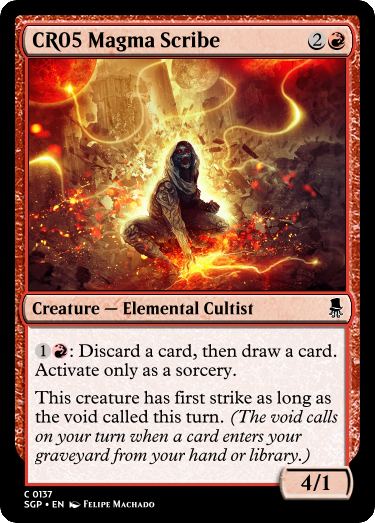 CR05 Magma Scribe 2
Creature — Elemental Cultist
1: Discard a card, then draw a card.
Activate only as a sorcery.
This creature has first strike as long as
the void called this turn. (The void calls
on your turn when a card enters your
graveyard from your hand or library.)
4/1
C 0137
SGP • EN Felipe Machado